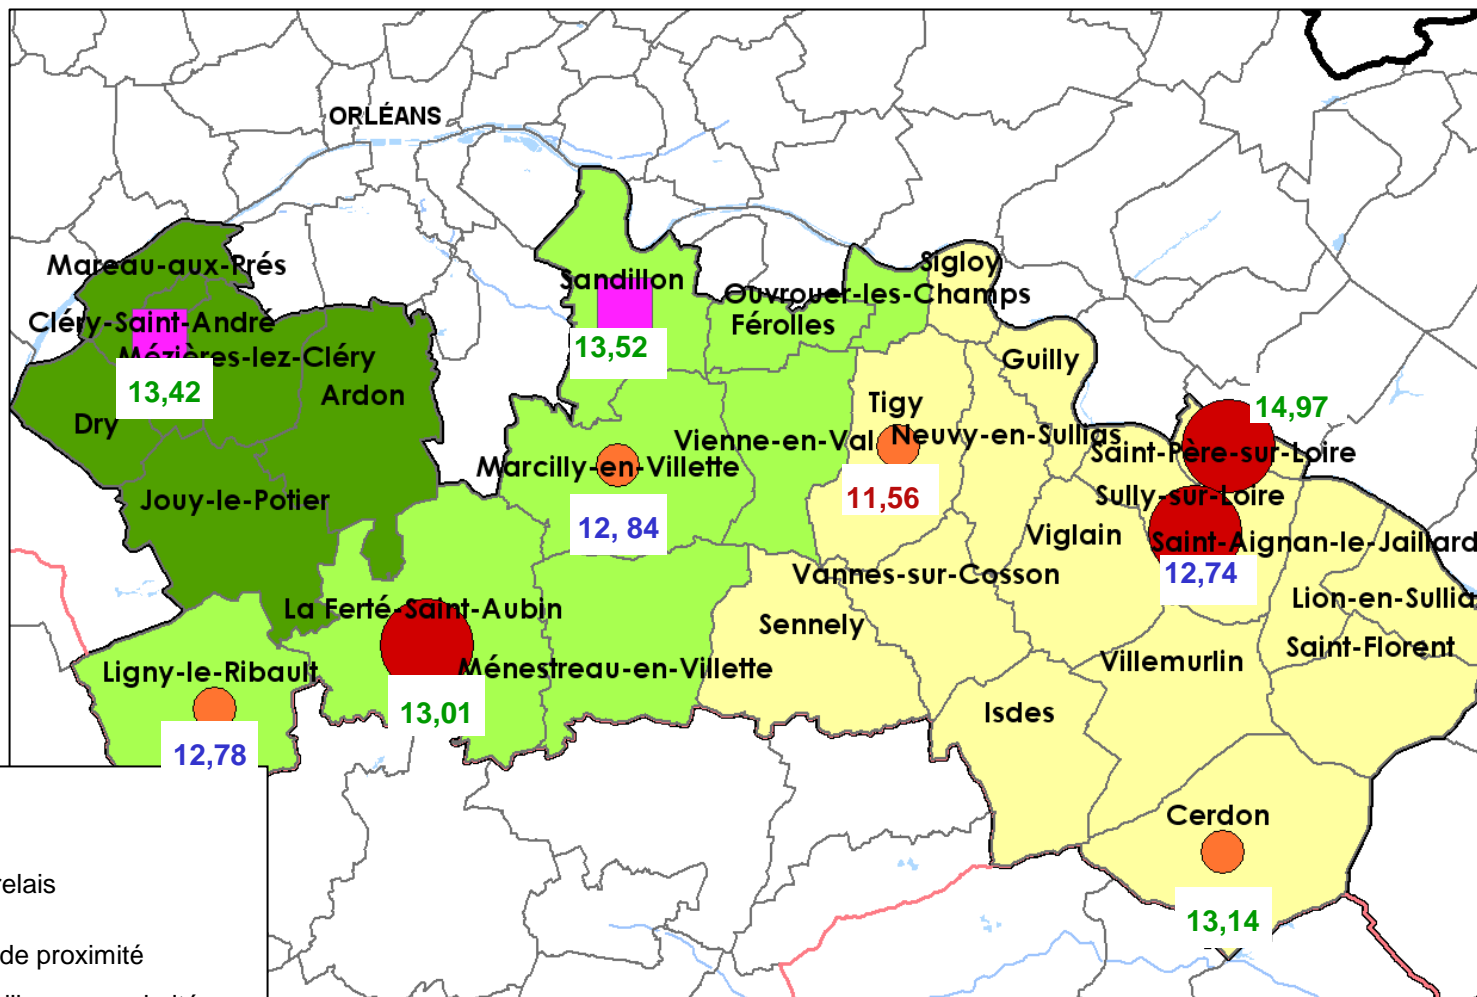 ORLÉANS
Mareau-aux-Prés
Sigloy
Sandillon
Ouvrouer-les-Champs
Cléry-Saint-André
Férolles
13,52
Mézières-lez-Cléry
Guilly
13,42
Ardon
Tigy
14,97
Dry
Vienne-en-Val
Neuvy-en-Sullias
Saint-Père-sur-Loire
Marcilly-en-Villette
Jouy-le-Potier
11,56
Sully-sur-Loire
12, 84
Viglain
Saint-Aignan-le-Jaillard
Vannes-sur-Cosson
12,74
La Ferté-Saint-Aubin
Lion-en-Sullia
Sennely
Saint-Florent
Ligny-le-Ribault
Ménestreau-en-Villette
Villemurlin
13,01
Isdes
12,78
Cerdon
elais
13,14
de proximité